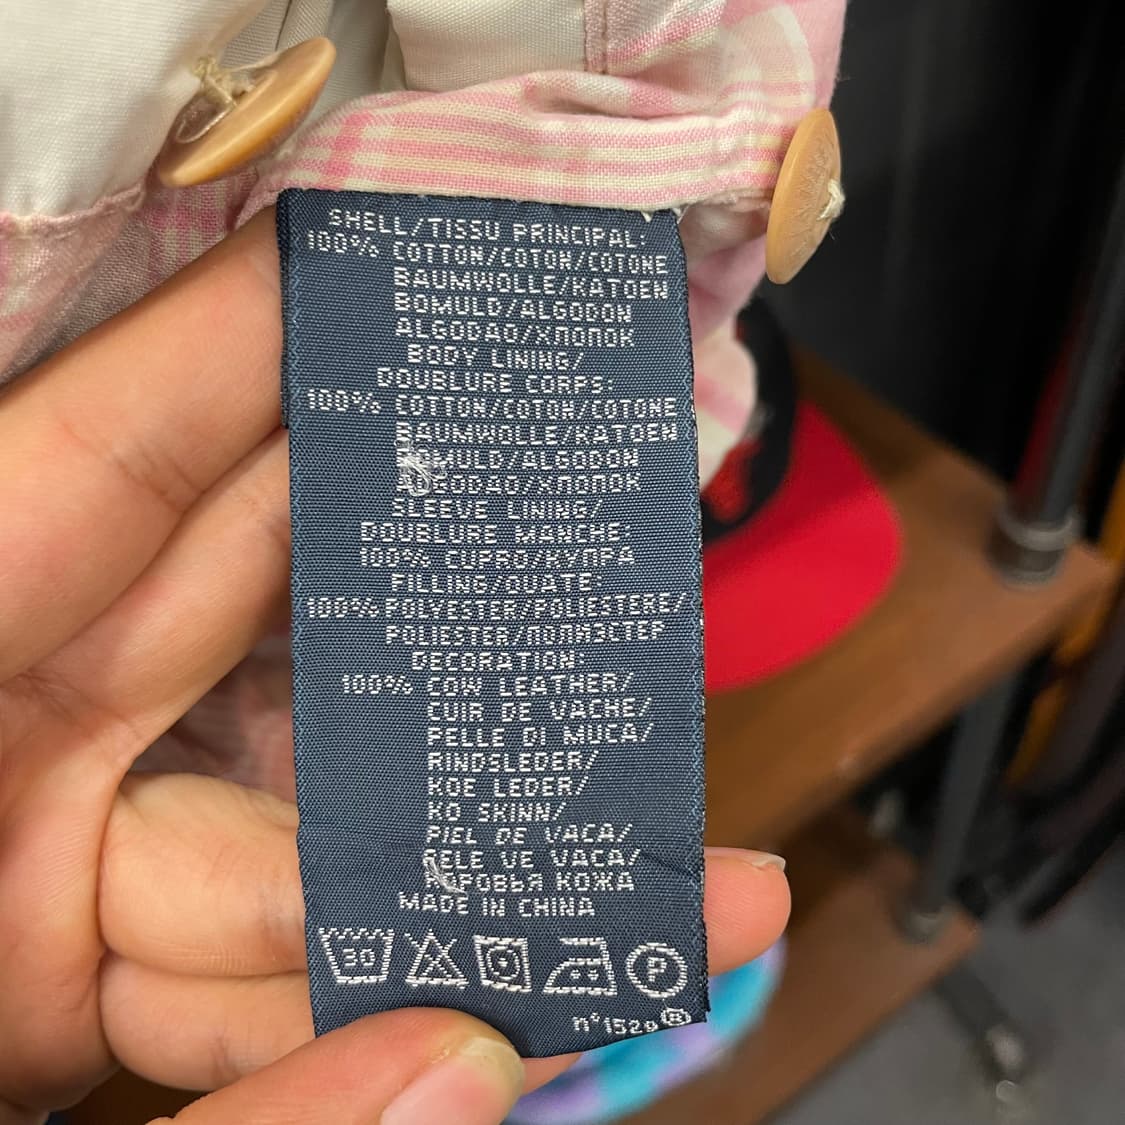 SHELL/TISSU PRINCIPAL:
100% COTTON/COTON/COTONE
BAUMWOLLE/KATOEN
BOMULD/ALGODON
ALGODAO/ХЛОПОК
BODY LINING/
DOUBLURE CORPS:
100% COTTON/COTON/COTONE
BAUMWOLLE/KATOEN
BOMULD/ALGODON
ALGODAO/ХЛОПОК
SLEEVE LINING/
DOUBLURE MANCHE:
100% CUPRO/КУПРА
FILLING/OUATE:
100% POLYESTER/POLIESTERE/
POLIESTER/ПОЛИЭСТЕР
DECORATION:
100% COW LEATHER/
CUIR DE VACHE/
PELLE DI MUCA/
RINDSLEDER/
KOE LEDER/
KO SKINN/
PIEL DE VACA/
PELE VE VACA/
КОРОВЬЯ КОЖА
MADE IN CHINA
30
P
n°1529®